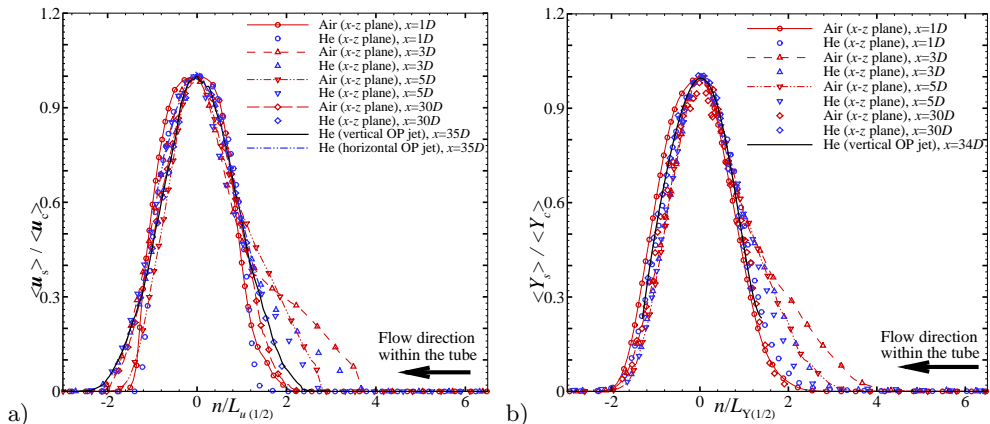 Air (x-z plane), x=1D
He (x-z plane), x=1D
Air (x-z plane), x=3D
He (x-z plane), x=3D
Air (x-z plane), x=5D
He (x-z plane), x=5D
Air (x-z plane), x=30D
He (x-z plane), x=30D
He (vertical OP jet), x=35D
He (horizontal OP jet), x=35D
<u_s> / <u_c>
0.9
0.6
0.3
0
-2
0
2
4
6
n/L_u (1/2)
Flow direction
within the tube
a)
Air (x-z plane), x=1D
He (x-z plane), x=1D
Air (x-z plane), x=3D
He (x-z plane), x=3D
Air (x-z plane), x=5D
He (x-z plane), x=5D
Air (x-z plane), x=30D
He (x-z plane), x=30D
He (vertical OP jet), x=34D
<Y_s> / <Y_c>
0.9
0.6
0.3
0
-2
0
2
4
6
n/L_Y(1/2)
Flow direction
within the tube
b)